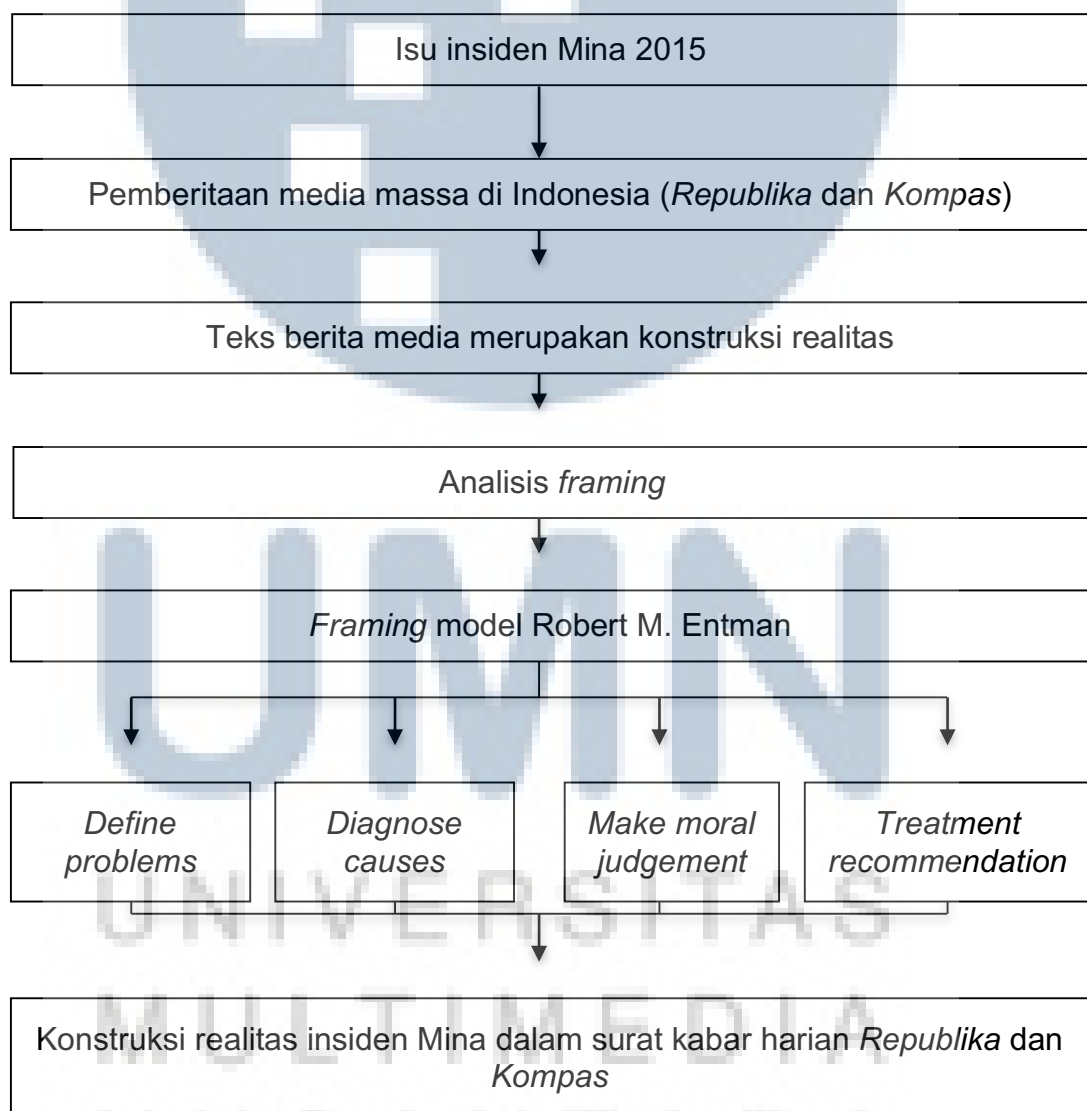 Isu insiden Mina 2015
Pemberitaan media massa di Indonesia (Republika dan Kompas)
Teks berita media merupakan konstruksi realitas
Analisis framing
UMN
Framing model Robert M. Entman
Define
problems
Diagnose
causes
Make moral
judgement
Treatment
recommendation
UNIVERSITAS
MULTIMEDIA
Konstruksi realitas insiden Mina dalam surat kabar harian Republika dan
Kompas